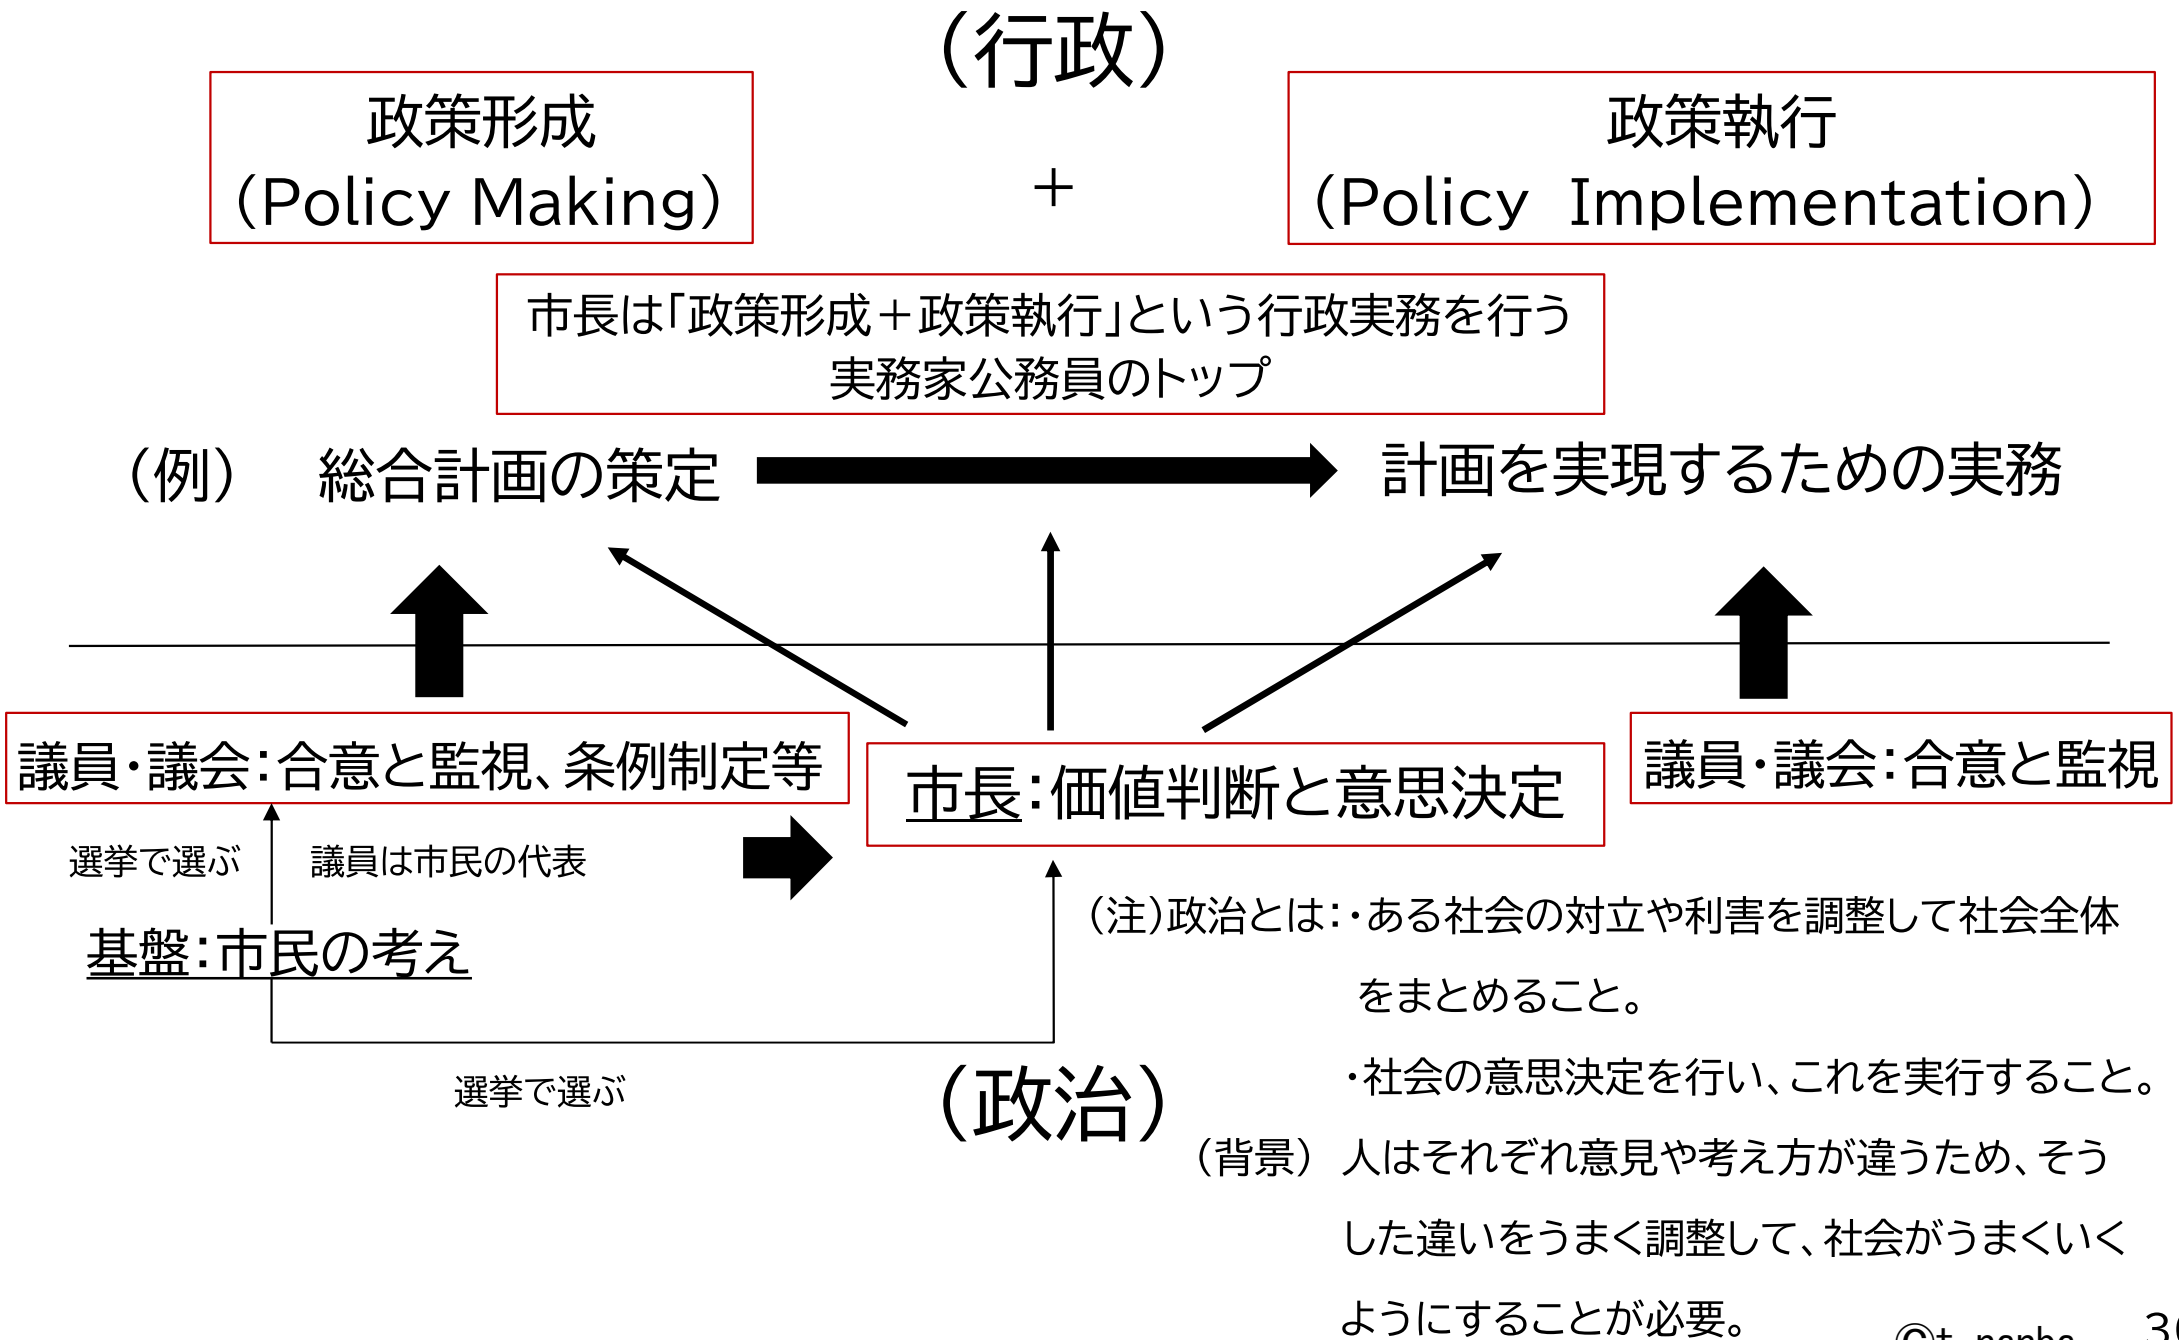 （行政）
政策形成
（Policy Making）
＋
政策執行
（Policy　Implementation）
市長は「政策形成＋政策執行」という行政実務を行う
実務家公務員のトップ
（例）　総合計画の策定
計画を実現するための実務
議員・議会：合意と監視、条例制定等
市長：価値判断と意思決定
議員・議会：合意と監視
選挙で選ぶ
議員は市民の代表
基盤：市民の考え
選挙で選ぶ
（政治）
（注）政治とは：・ある社会の対立や利害を調整して社会全体
をまとめること。
・社会の意思決定を行い、これを実行すること。
（背景）　人はそれぞれ意見や考え方が違うため、そう
した違いをうまく調整して、社会がうまくいく
ようにすることが必要。